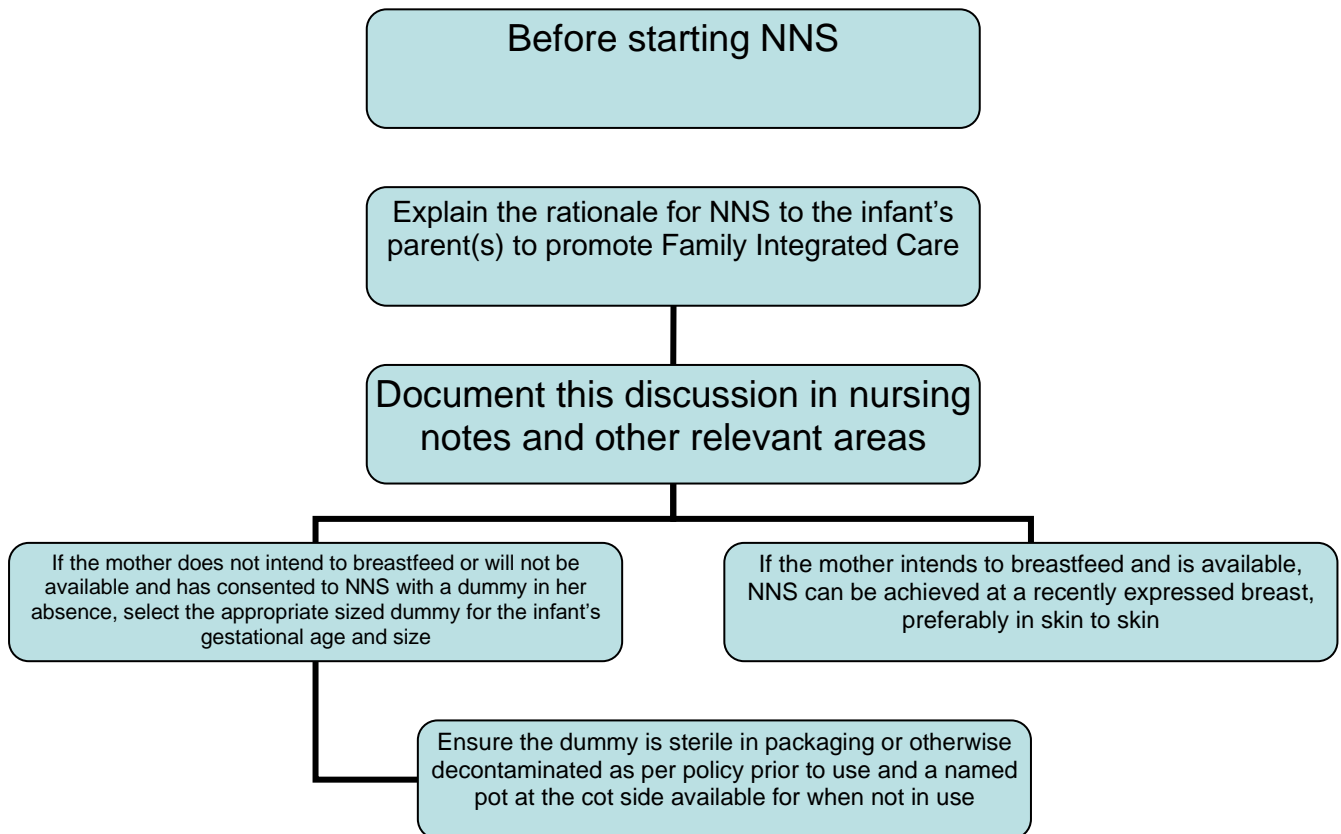 Before starting NNS
Explain the rationale for NNS to the infant's
parent(s) to promote Family Integrated Care
Document this discussion in nursing
notes and other relevant areas
If the mother does not intend to breastfeed or will not be
available and has consented to NNS with a dummy in her
absence, select the appropriate sized dummy for the infant's
gestational age and size
If the mother intends to breastfeed and is available,
NNS can be achieved at a recently expressed breast,
preferably in skin to skin
Ensure the dummy is sterile in packaging or otherwise
decontaminated as per policy prior to use and a named
pot at the cot side available for when not in use